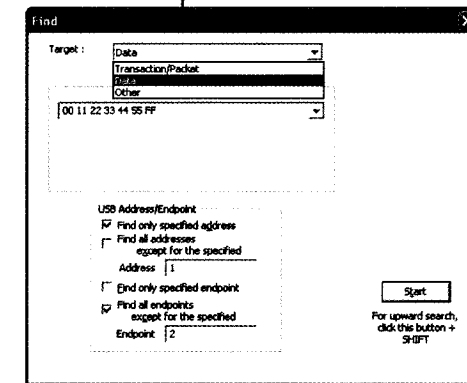 Find
Target : Data
Transaction/Packet
Data
Other
00 11 22 33 44 55 FF
USB Address/Endpoint
Find only specified address
Find all addresses
except for the specified
Address 1
Find only specified endpoint
Find all endpoints
except for the specified
Endpoint 2
Start
For upward search,
click this button +
SHIFT